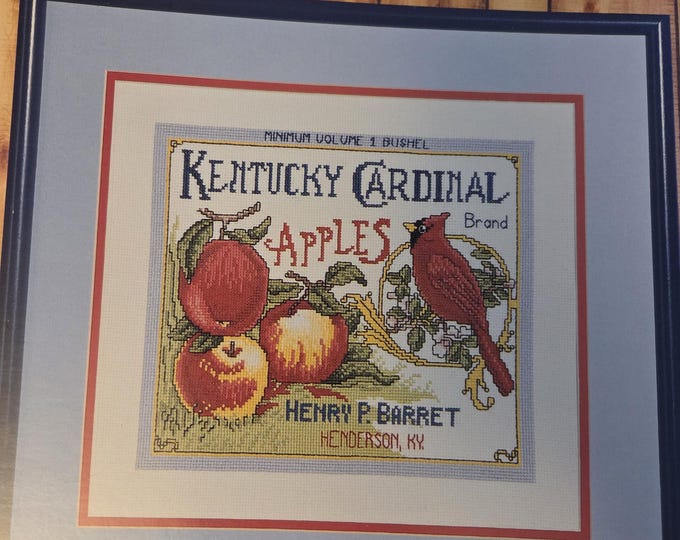 MINIMUM VOLUME 1 BUSHEL
KENTUCKY CARDINAL
APPLES
Brand
HENRY P. BARRET
HENDERSON, KY.